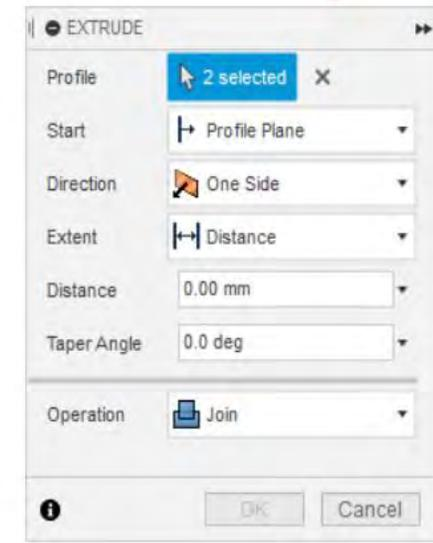 EXTRUDE
Profile 2 selected
Start Profile Plane
Direction One Side
Extent Distance
Distance 0.00 mm
Taper Angle 0.0 deg
Operation Join
OK Cancel